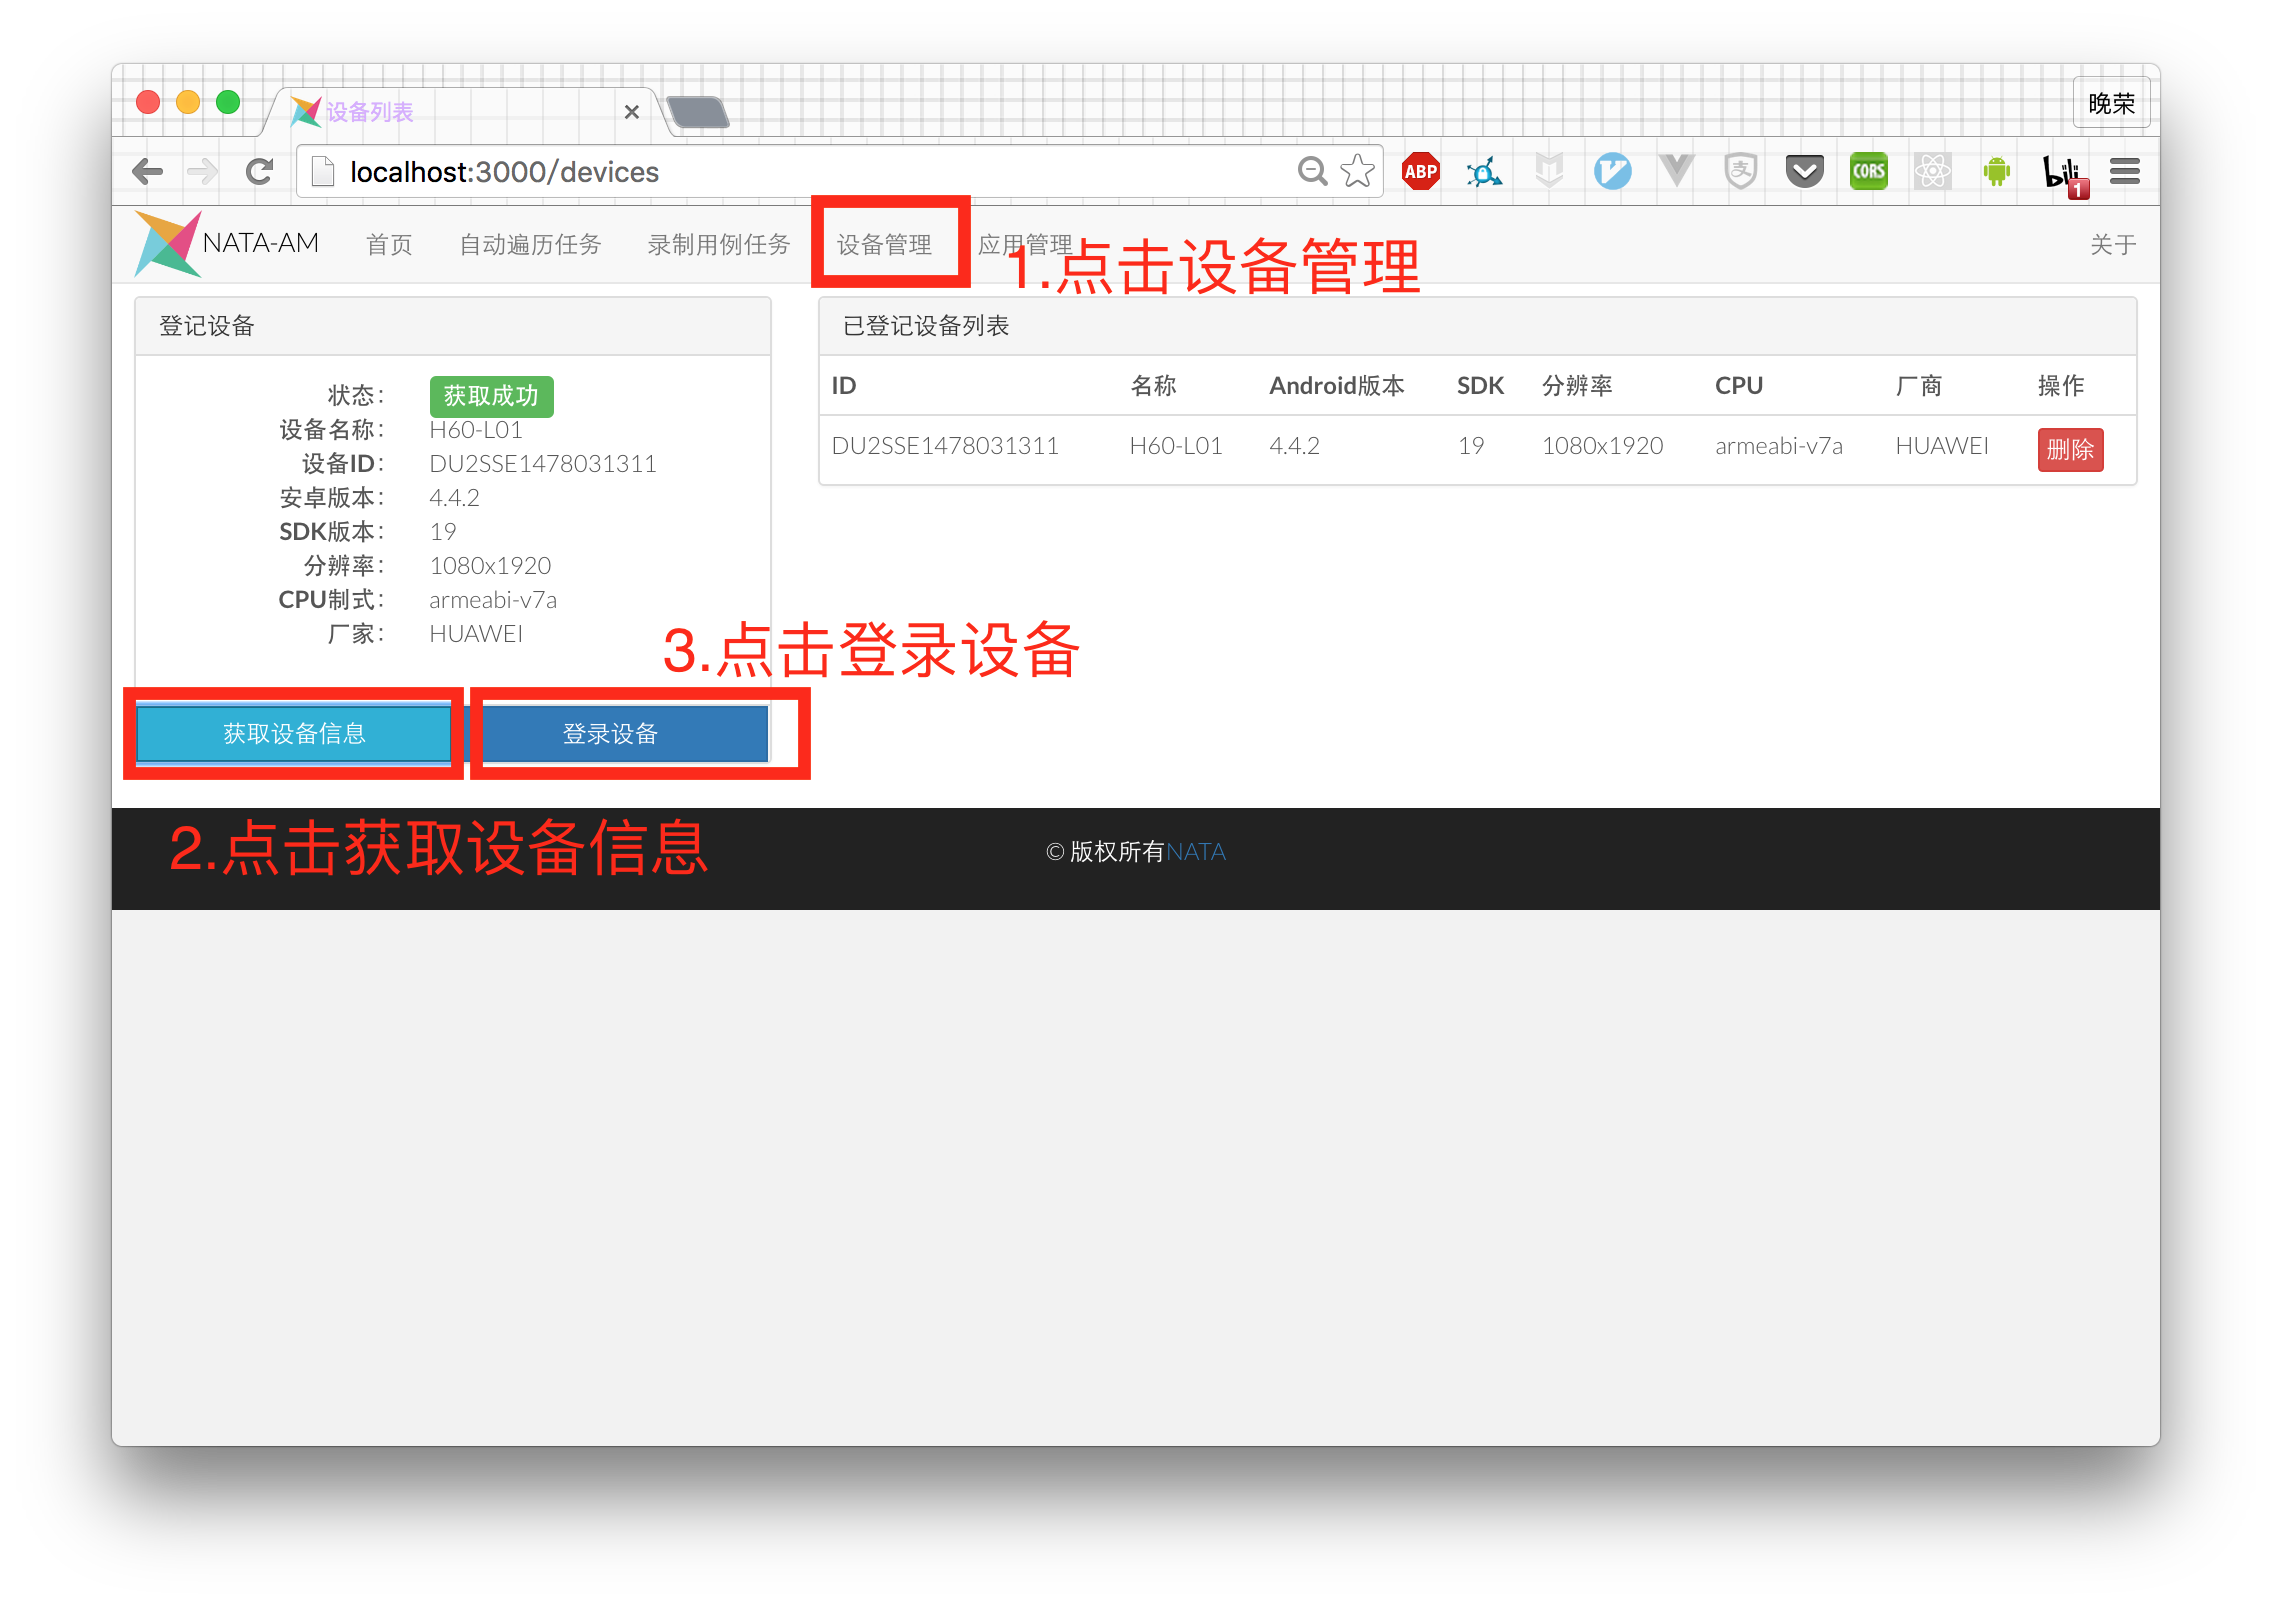 设备列表
晚荣
localhost:3000/devices
ABP
CORS
bili
1
NATA-AM 首页 自动遍历任务 录制用例任务 设备管理 应用管理 关于
1.点击设备管理
登记设备
状态： 获取成功
设备名称： H60-L01
设备ID： DU2SSE1478031311
安卓版本： 4.4.2
SDK版本： 19
分辨率： 1080x1920
CPU制式： armeabi-v7a
厂家： HUAWEI
3.点击登录设备
获取设备信息 登录设备
2.点击获取设备信息
已登记设备列表
ID 名称 Android版本 SDK 分辨率 CPU 厂商 操作
DU2SSE1478031311 H60-L01 4.4.2 19 1080x1920 armeabi-v7a HUAWEI 删除
© 版权所有NATA